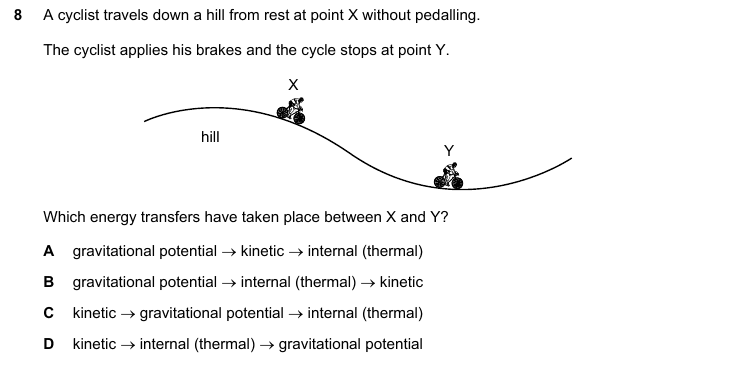 8 A cyclist travels down a hill from rest at point X without pedalling.
The cyclist applies his brakes and the cycle stops at point Y.
X
hill
Y
Which energy transfers have taken place between X and Y?
A gravitational potential → kinetic → internal (thermal)
B gravitational potential → internal (thermal) → kinetic
C kinetic → gravitational potential → internal (thermal)
D kinetic → internal (thermal) → gravitational potential